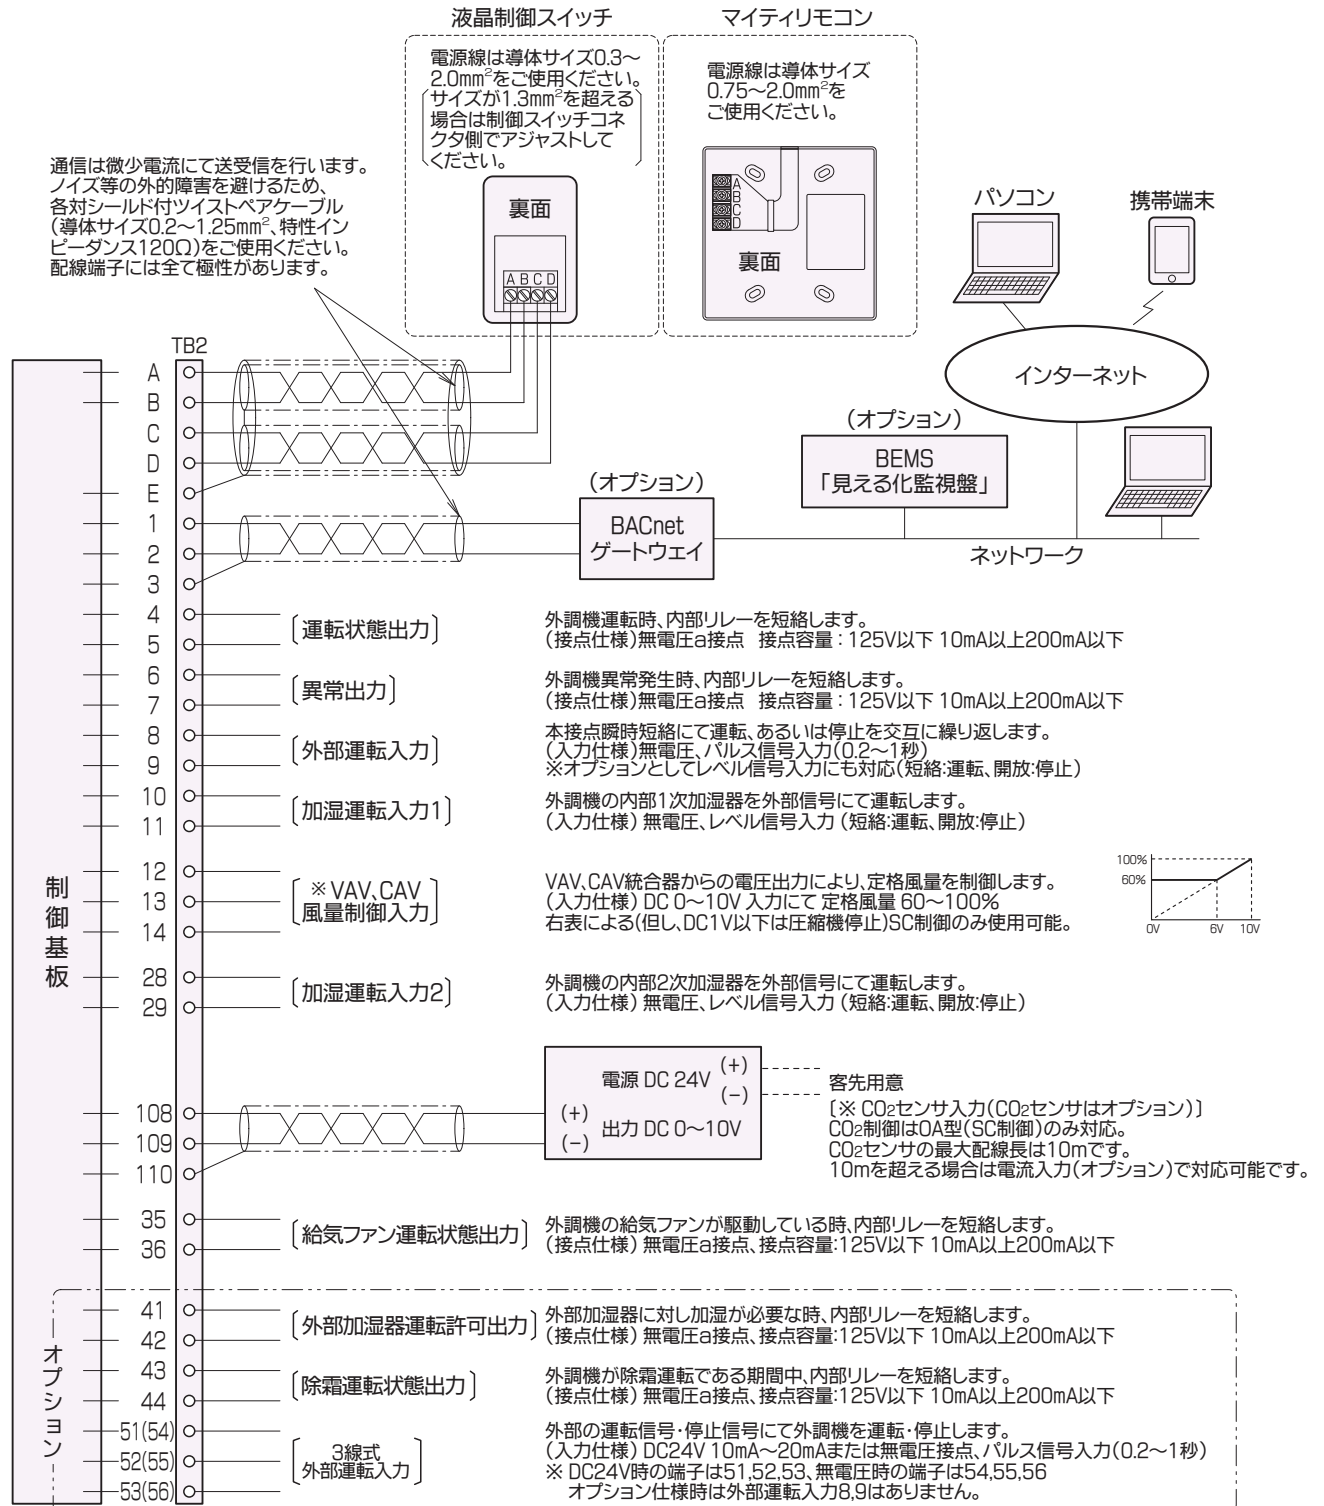 液晶制御スイッチ
電源線は導体サイズ0.3～
2.0mm²をご使用ください。
サイズが1.3mm²を超える
場合は制御スイッチコネ
クタ側でアジャストして
ください。
裏面
A B C D
マイティリモコン
電源線は導体サイズ
0.75～2.0mm²を
ご使用ください。
A
B
C
D
裏面
通信は微少電流にて送受信を行います。
ノイズ等の外的障害を避けるため、
各対シールド付ツイストペアケーブル
(導体サイズ0.2～1.25mm²、特性イン
ピーダンス120Ω)をご使用ください。
配線端子には全て極性があります。
パソコン
携帯端末
インターネット
(オプション)
BEMS
「見える化監視盤」
(オプション)
BACnet
ゲートウェイ
ネットワーク
TB2
制御基板
A
B
C
D
E
1
2
3
4
5
〔運転状態出力〕
外調機運転時、内部リレーを短絡します。
(接点仕様)無電圧a接点 接点容量：125V以下 10mA以上200mA以下
6
7
〔異常出力〕
外調機異常発生時、内部リレーを短絡します。
(接点仕様)無電圧a接点 接点容量：125V以下 10mA以上200mA以下
8
9
〔外部運転入力〕
本接点瞬時短絡にて運転、あるいは停止を交互に繰り返します。
(入力仕様)無電圧、パルス信号入力(0.2～1秒)
※オプションとしてレベル信号入力にも対応(短絡:運転、開放:停止)
10
11
〔加湿運転入力1〕
外調機の内部1次加湿器を外部信号にて運転します。
(入力仕様) 無電圧、レベル信号入力 (短絡:運転、開放:停止)
12
13
14
※VAV、CAV
風量制御入力
VAV、CAV統合器からの電圧出力により、定格風量を制御します。
(入力仕様) DC 0～10V 入力にて 定格風量 60～100%
右表による(但し、DC1V以下は圧縮機停止)SC制御のみ使用可能。
100%
60%
0V 6V 10V
28
29
〔加湿運転入力2〕
外調機の内部2次加湿器を外部信号にて運転します。
(入力仕様) 無電圧、レベル信号入力 (短絡:運転、開放:停止)
108
109
110
電源 DC 24V
(+)
(−)
(+)
(−)
出力 DC 0～10V
客先用意
〔※ CO₂センサ入力(CO₂センサはオプション)〕
CO₂制御はOA型(SC制御)のみ対応。
CO₂センサの最大配線長は10mです。
10mを超える場合は電流入力(オプション)で対応可能です。
35
36
〔給気ファン運転状態出力〕
外調機の給気ファンが駆動している時、内部リレーを短絡します。
(接点仕様) 無電圧a接点、接点容量:125V以下 10mA以上200mA以下
オプション
41
42
〔外部加湿器運転許可出力〕
外部加湿器に対し加湿が必要な時、内部リレーを短絡します。
(接点仕様) 無電圧a接点、接点容量:125V以下 10mA以上200mA以下
43
44
〔除霜運転状態出力〕
外調機が除霜運転である期間中、内部リレーを短絡します。
(接点仕様) 無電圧a接点、接点容量:125V以下 10mA以上200mA以下
51(54)
52(55)
53(56)
3線式
外部運転入力
外部の運転信号・停止信号にて外調機を運転・停止します。
(入力仕様) DC24V 10mA～20mAまたは無電圧接点、パルス信号入力(0.2～1秒)
※ DC24V時の端子は51,52,53、無電圧時の端子は54,55,56
オプション仕様時は外部運転入力8,9はありません。